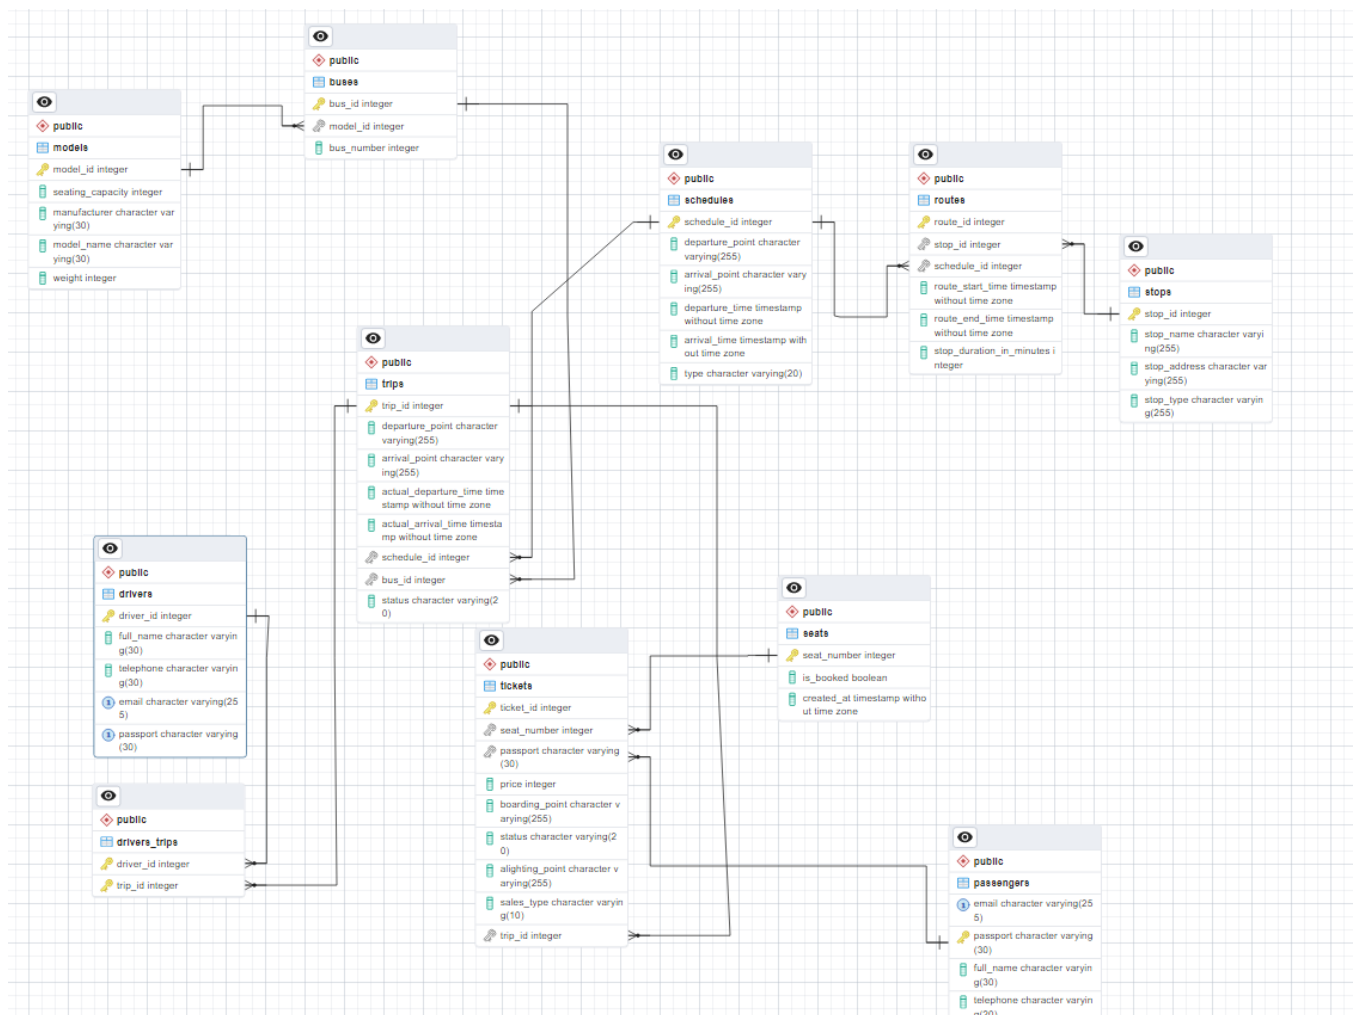 public
buses
bus_id integer
model_id integer
bus_number integer
public
models
model_id integer
seating_capacity integer
manufacturer character var
ying(30)
model_name character var
ying(30)
weight integer
public
schedules
schedule_id integer
departure_point character
varying(255)
arrival_point character vary
ing(255)
departure_time timestamp
without time zone
arrival_time timestamp with
out time zone
type character varying(20)
public
routes
route_id integer
stop_id integer
schedule_id integer
route_start_time timestamp
without time zone
route_end_time timestamp
without time zone
stop_duration_in_minutes i
nteger
public
stops
stop_id integer
stop_name character varyi
ng(255)
stop_address character var
ying(255)
stop_type character varyin
g(255)
public
trips
trip_id integer
departure_point character
varying(255)
arrival_point character vary
ing(255)
actual_departure_time time
stamp without time zone
actual_arrival_time timesta
mp without time zone
schedule_id integer
bus_id integer
status character varying(2
0)
public
drivers
driver_id integer
full_name character varyin
g(30)
telephone character varyin
g(30)
1 email character varying(25
5)
1 passport character varying
(30)
public
seats
seat_number integer
is_booked boolean
created_at timestamp witho
ut time zone
public
tickets
ticket_id integer
seat_number integer
passport character varying
(30)
price integer
boarding_point character v
arying(255)
status character varying(2
0)
alighting_point character v
arying(255)
sales_type character varyin
g(10)
trip_id integer
public
drivers_trips
driver_id integer
trip_id integer
public
passengers
1 email character varying(25
5)
passport character varying
(30)
full_name character varyin
g(30)
telephone character varyin